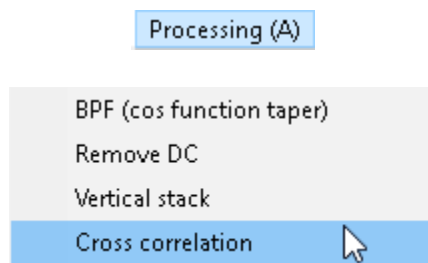 Processing (A)
BPF (cos function taper)
Remove DC
Vertical stack
Cross correlation